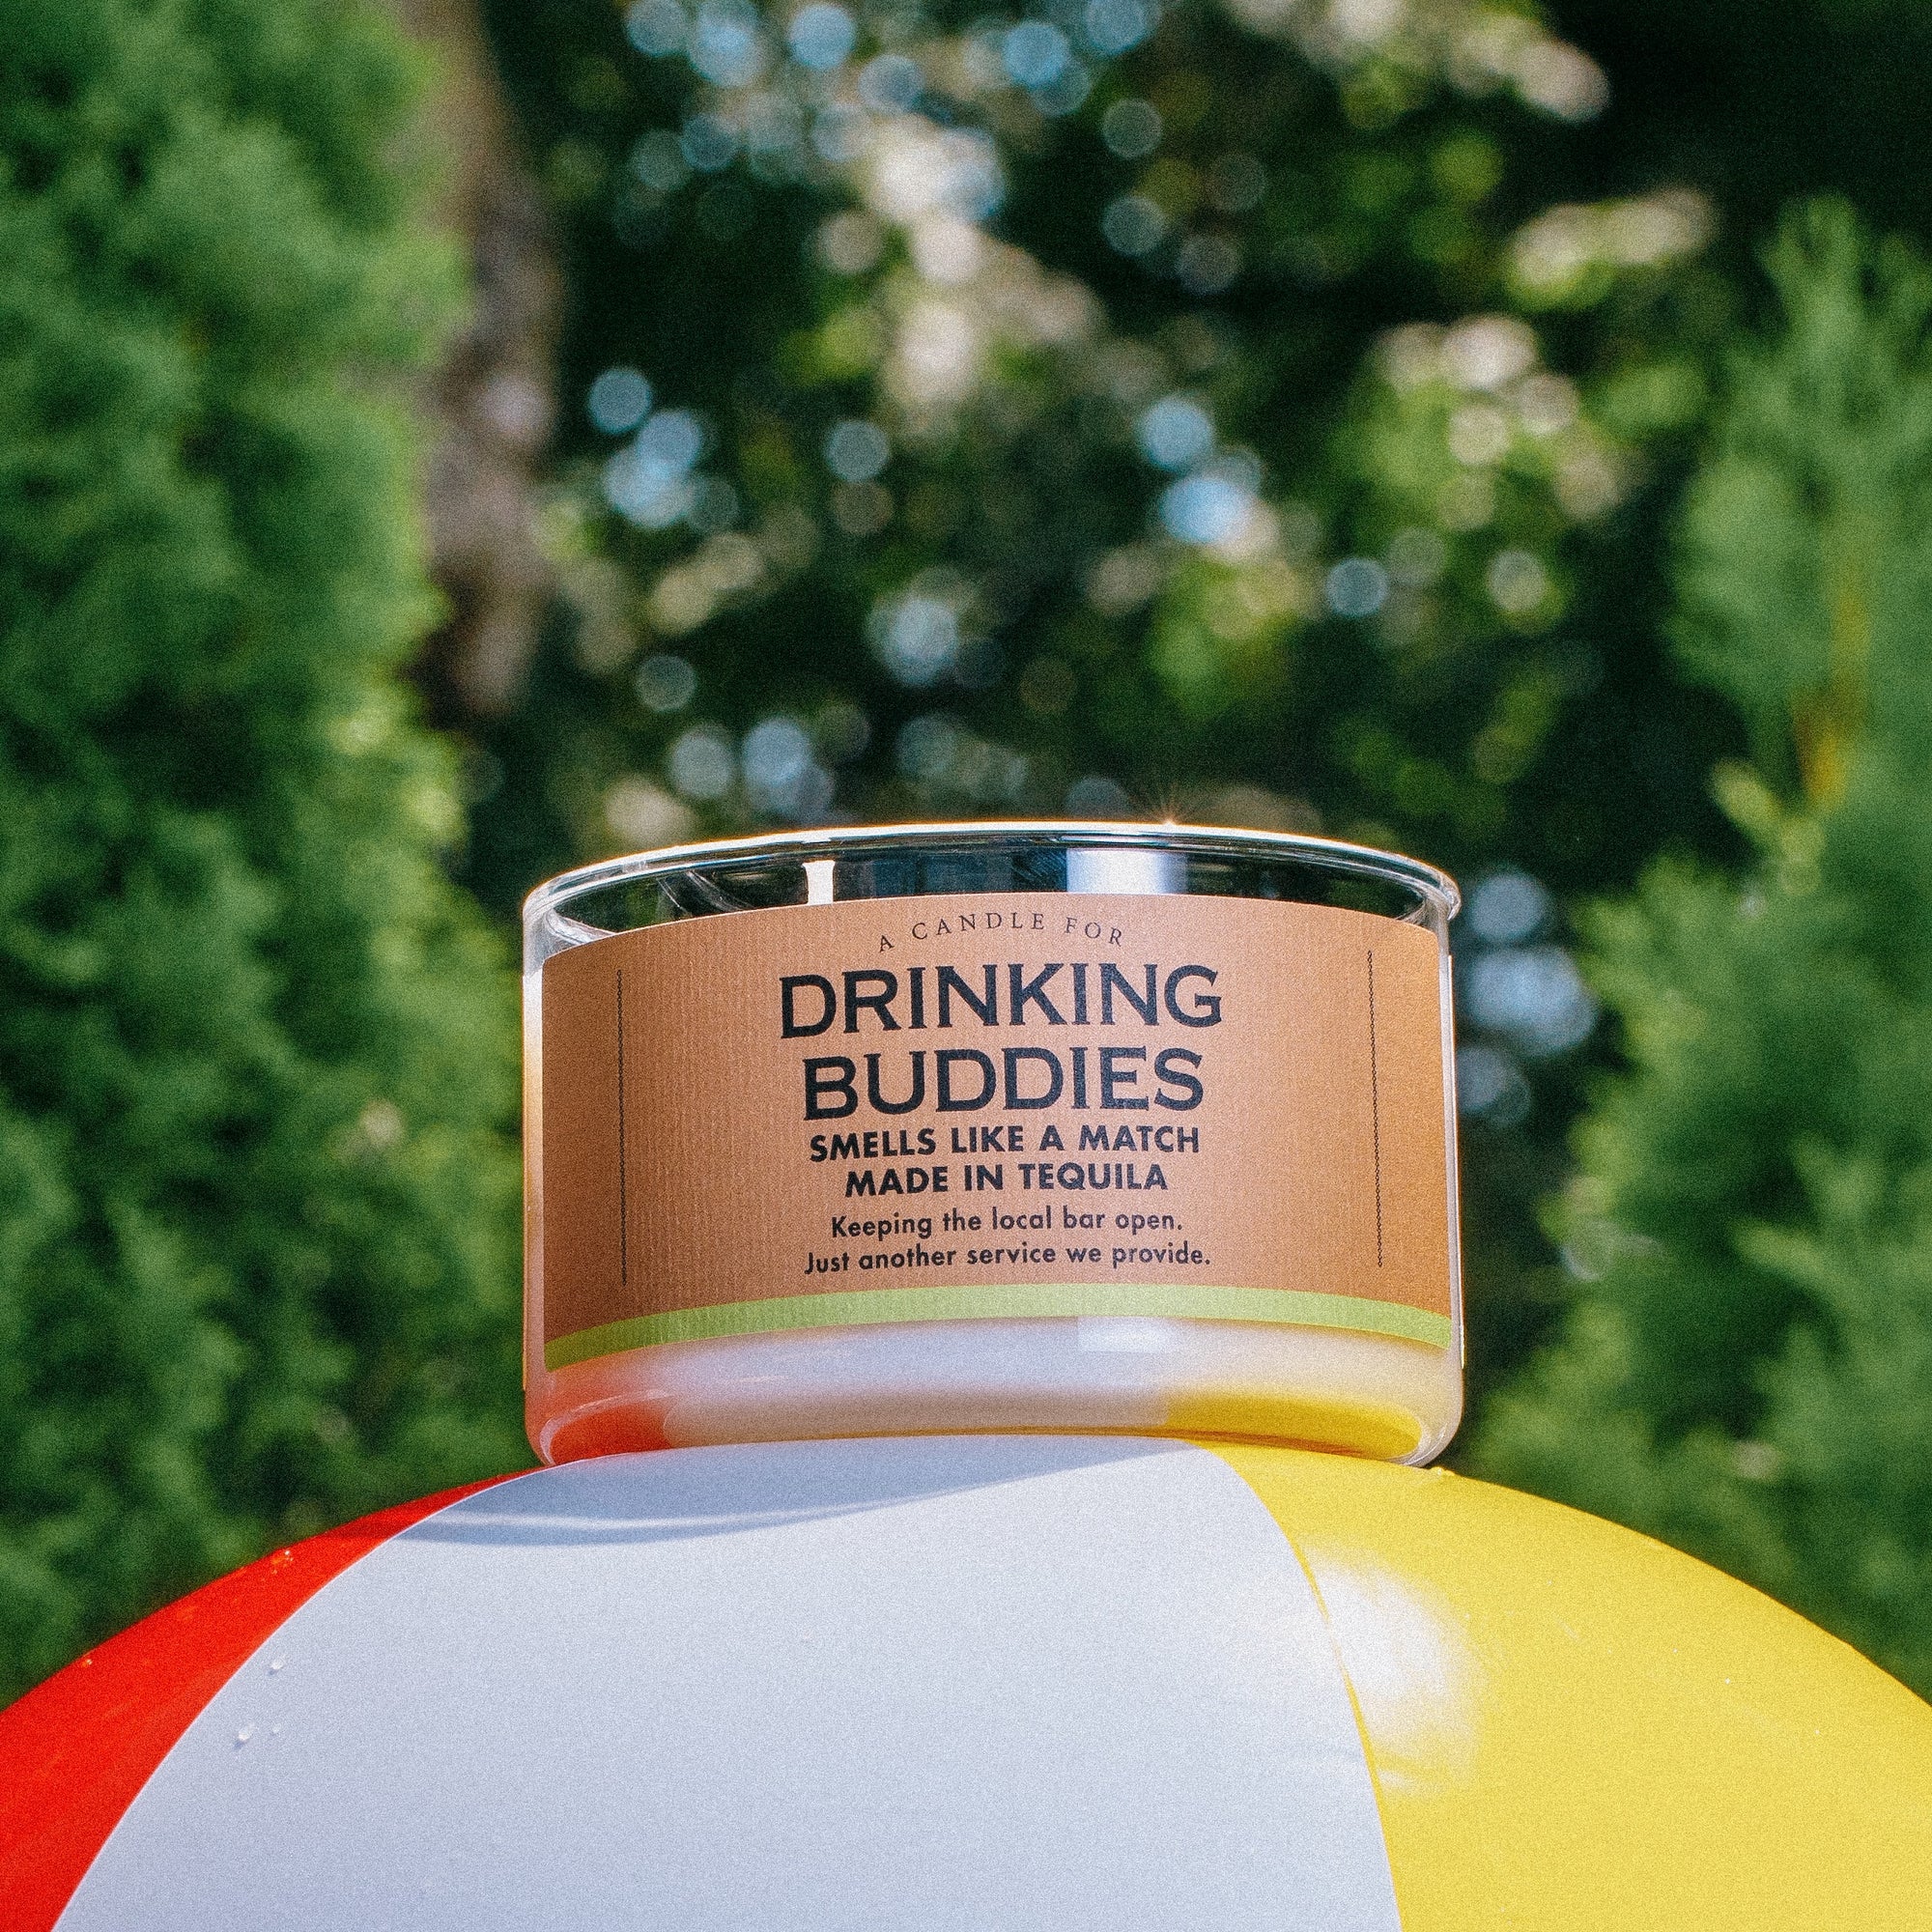 A CANDLE FOR
DRINKING
BUDDIES
SMELLS LIKE A MATCH
MADE IN TEQUILA
Keeping the local bar open.
Just another service we provide.